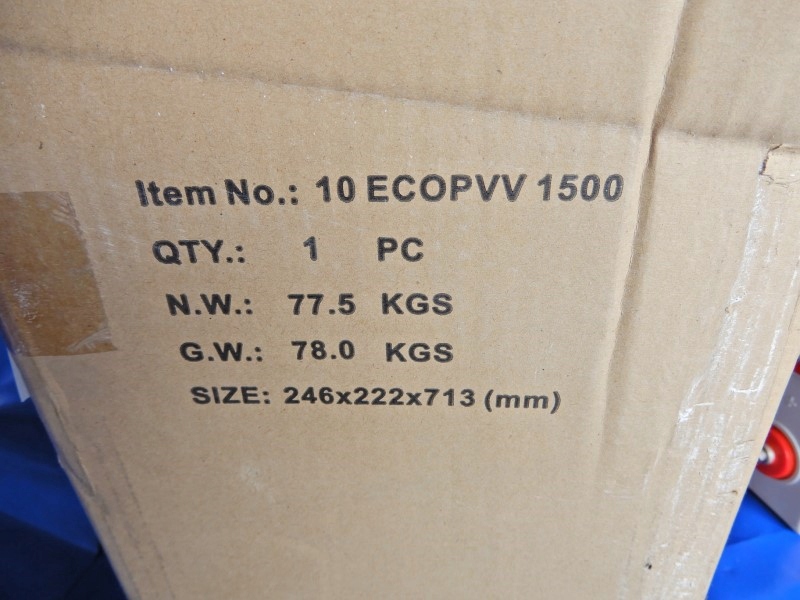 Item No.: 10 ECOPVV 1500
QTY.: 1 PC
N.W.: 77.5 KGS
G.W.: 78.0 KGS
SIZE: 246x222x713 (mm)